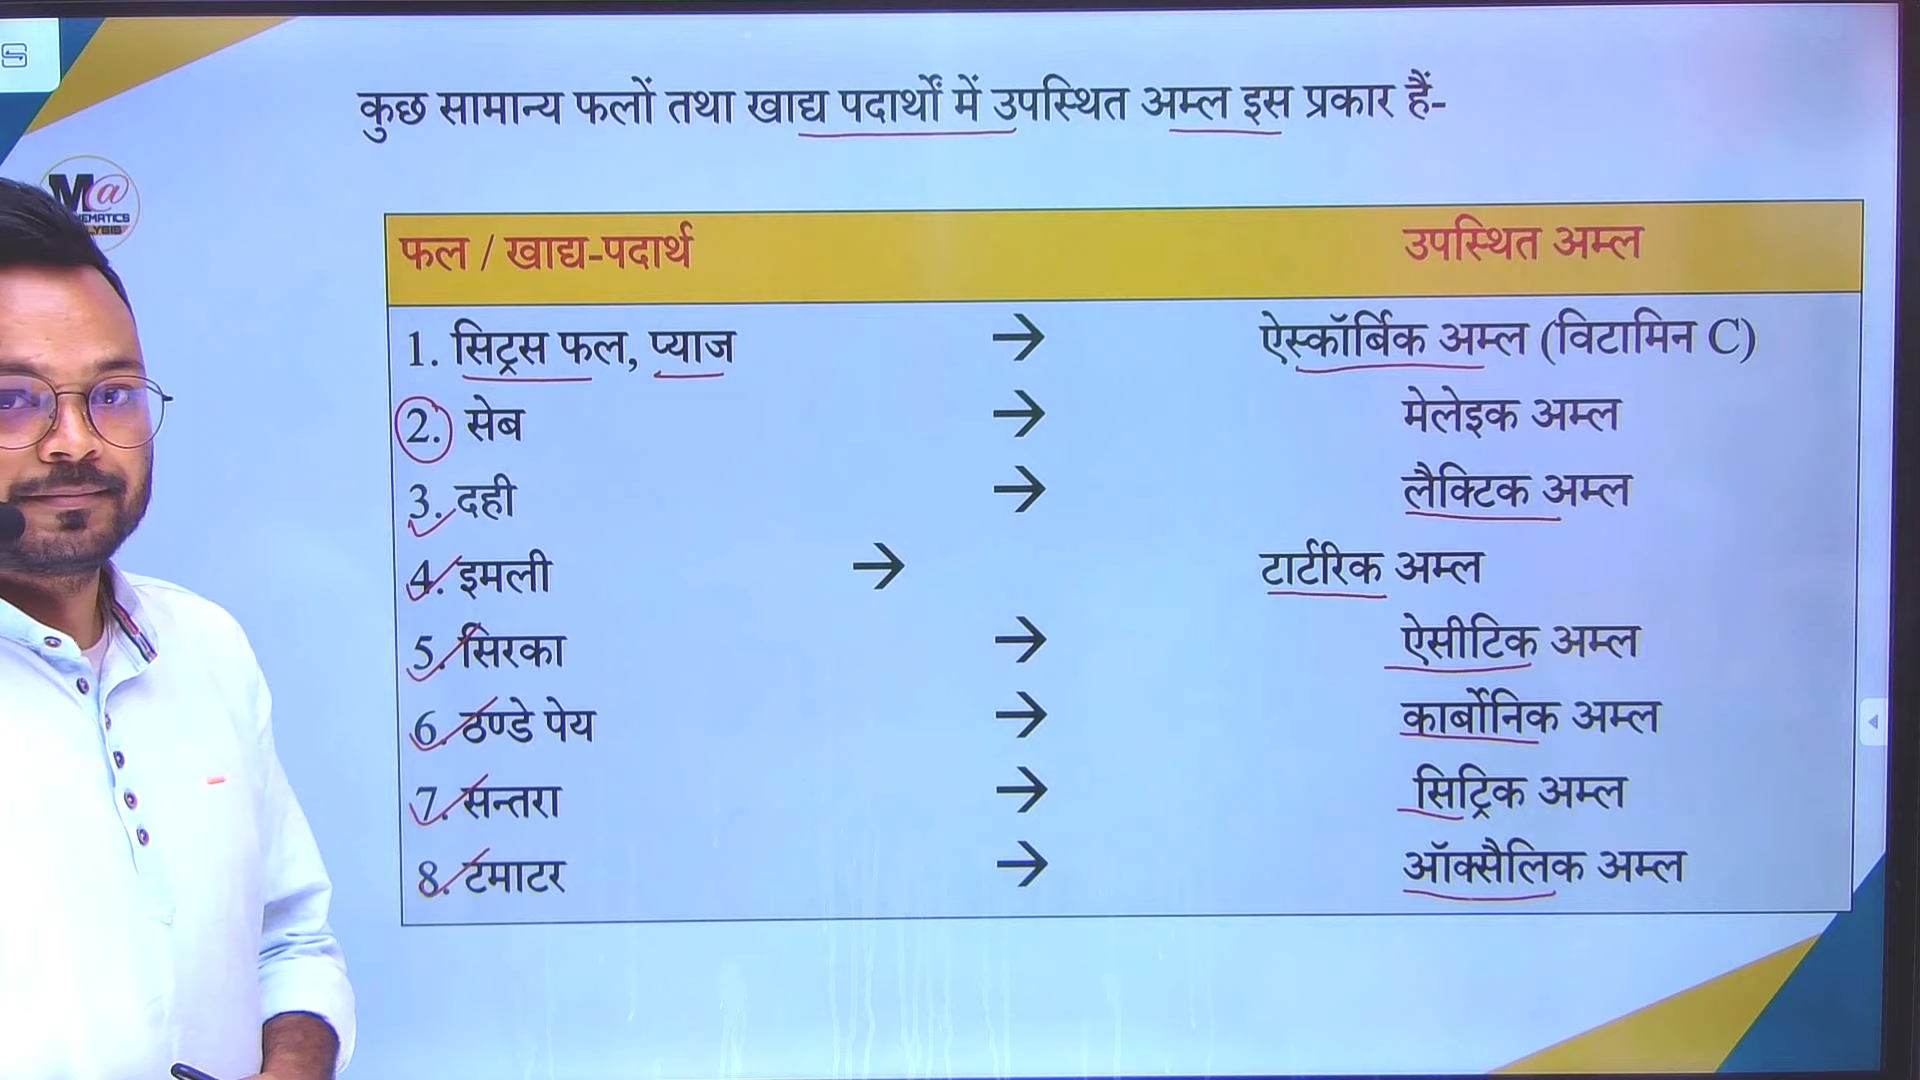 कुछ सामान्य फलों तथा खाद्य पदार्थों में उपस्थित अम्ल इस प्रकार हैं-
M@
फल / खाद्य-पदार्थ उपस्थित अम्ल
1. सिट्रस फल, प्याज → ऐस्कॉर्बिक अम्ल (विटामिन C)
2. सेब → मेलेइक अम्ल
3. दही → लैक्टिक अम्ल
4. इमली → टार्टरिक अम्ल
5. सिरका → ऐसीटिक अम्ल
6. ठण्डे पेय → कार्बोनिक अम्ल
7. सन्तरा → सिट्रिक अम्ल
8. टमाटर → ऑक्सैलिक अम्ल